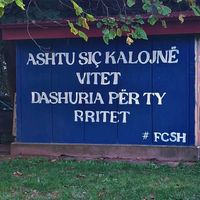 ASHTU SIÇ KALOJNË
VITET
DASHURIA PËR TY
RRITET
# FCSH